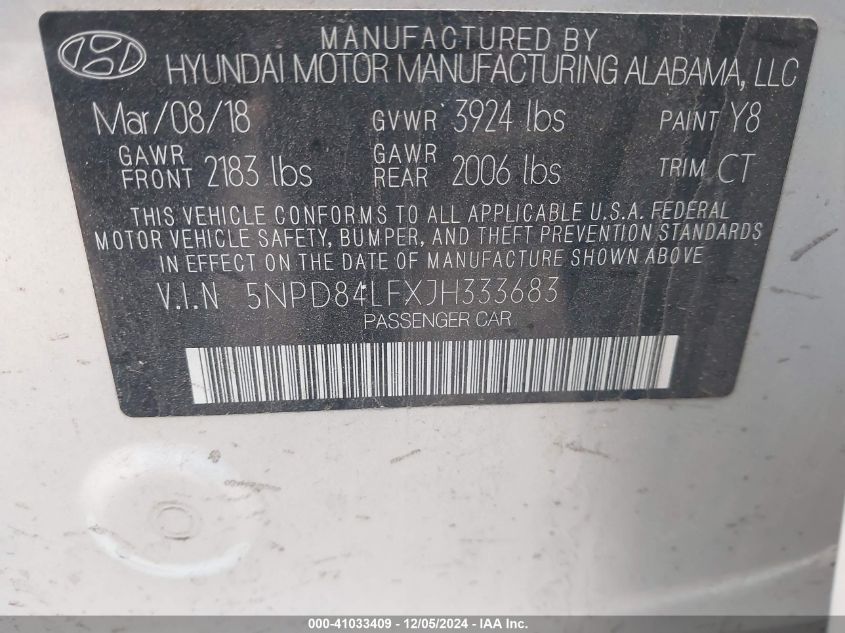 MANUFACTURED BY
HYUNDAI MOTOR MANUFACTURING ALABAMA, LLC
Mar/08/18 GVWR 3924 lbs PAINT Y8
GAWR FRONT 2183 lbs GAWR REAR 2006 lbs TRIM CT
THIS VEHICLE CONFORMS TO ALL APPLICABLE U.S.A. FEDERAL
MOTOR VEHICLE SAFETY, BUMPER, AND THEFT PREVENTION STANDARDS
IN EFFECT ON THE DATE OF MANUFACTURE SHOWN ABOVE
V.I.N 5NPD84LFXJH333683
PASSENGER CAR
000-41033409 - 12/05/2024 - IAA Inc.